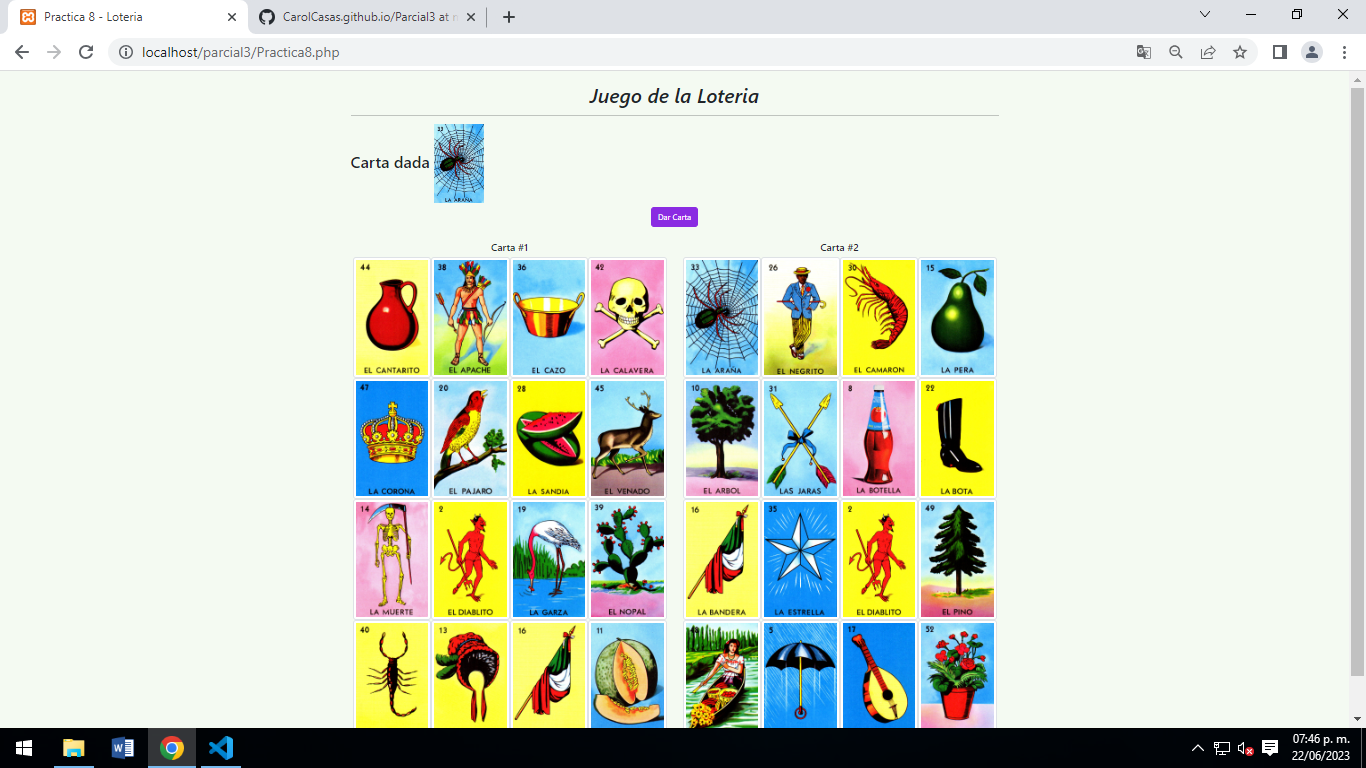 Practica 8 - Loteria
CarolCasas.github.io/Parcial3 at m
localhost/parcial3/Practica8.php
Juego de la Loteria
Carta dada
33
LA ARAÑA
Dar Carta
Carta #1
44 38 36 42
EL CANTARITO EL APACHE EL CAZO LA CALAVERA
47 20 28 45
LA CORONA EL PAJARO LA SANDIA EL VENADO
14 2 19 39
LA MUERTE EL DIABLITO LA GARZA EL NOPAL
40 13 16 11
Carta #2
33 26 30 15
LA ARAÑA EL NEGRITO EL CAMARON LA PERA
10 31 8 22
EL ARBOL LAS JARAS LA BOTELLA LA BOTA
16 35 2 49
LA BANDERA LA ESTRELLA EL DIABLITO EL PINO
5 17 52
07:46 p. m.
22/06/2023